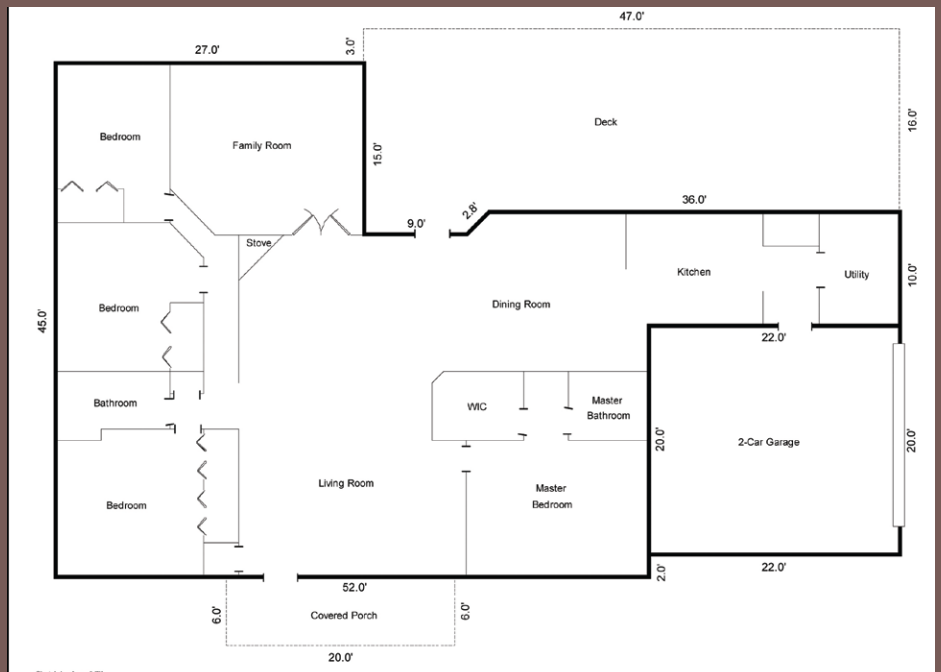 47.0'
27.0'
3.0'
Deck
16.0'
Bedroom
Family Room
15.0'
36.0'
2.8'
9.0'
Stove
Kitchen
Utility
10.0'
Bedroom
Dining Room
45.0'
22.0'
Bathroom
WIC
Master
Bathroom
20.0'
2-Car Garage
20.0'
Living Room
Master
Bedroom
Bedroom
2.0'
22.0'
52.0'
6.0'
Covered Porch
6.0'
20.0'